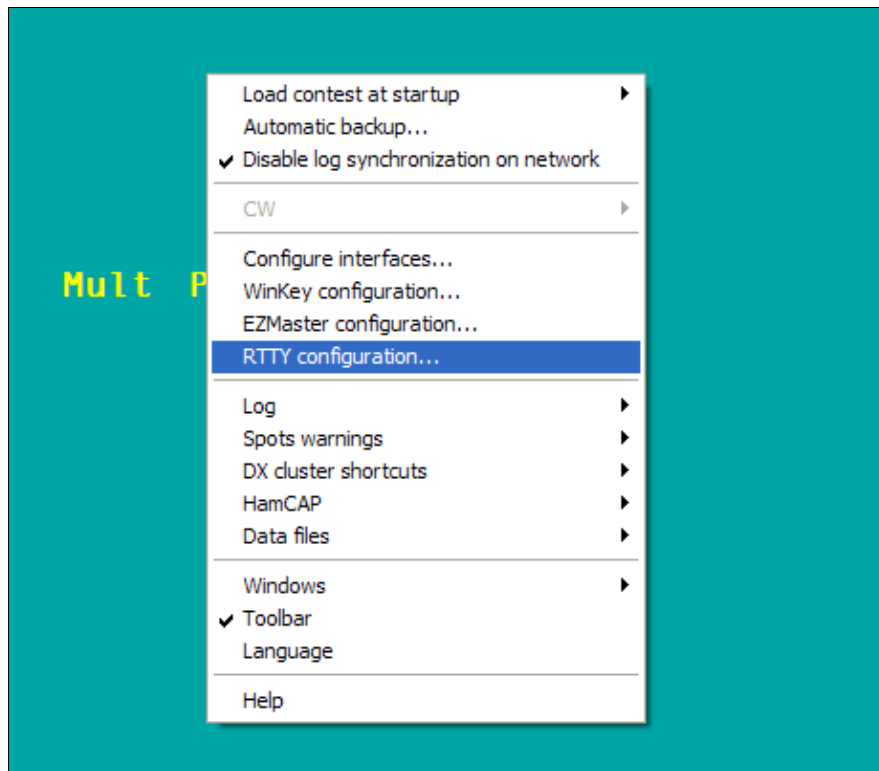 Load contest at startup
Automatic backup...
Disable log synchronization on network
CW
Configure interfaces...
Mult P
WinKey configuration...
EZMaster configuration...
RTTY configuration...
Log
Spots warnings
DX cluster shortcuts
HamCAP
Data files
Windows
Toolbar
Language
Help